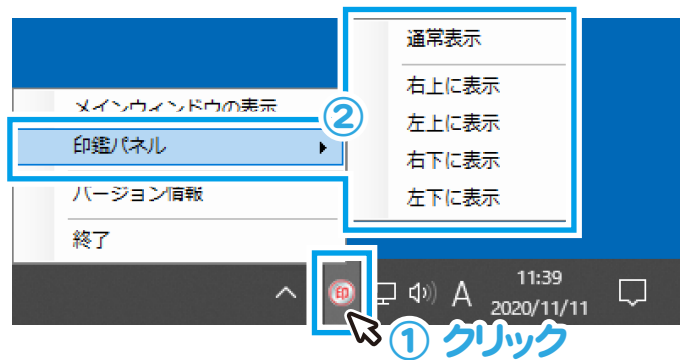 通常表示
右上に表示
左上に表示
右下に表示
左下に表示
メインウィンドウの表示
②
印鑑パネル
バージョン情報
終了
印
A
11:39
2020/11/11
① クリック